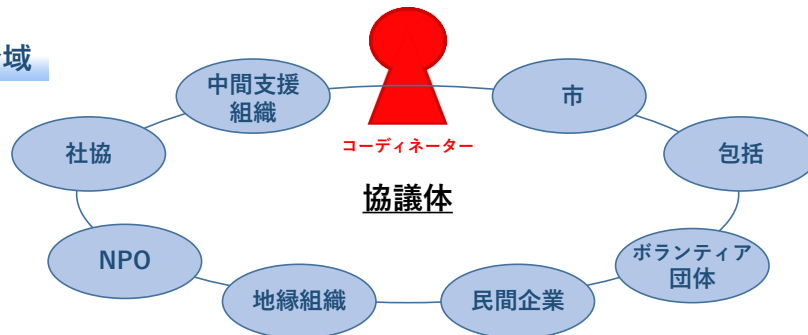 域
中間支援
組織
市
コーディネーター
社協
包括
協議体
NPO
ボランティア
団体
地縁組織
民間企業